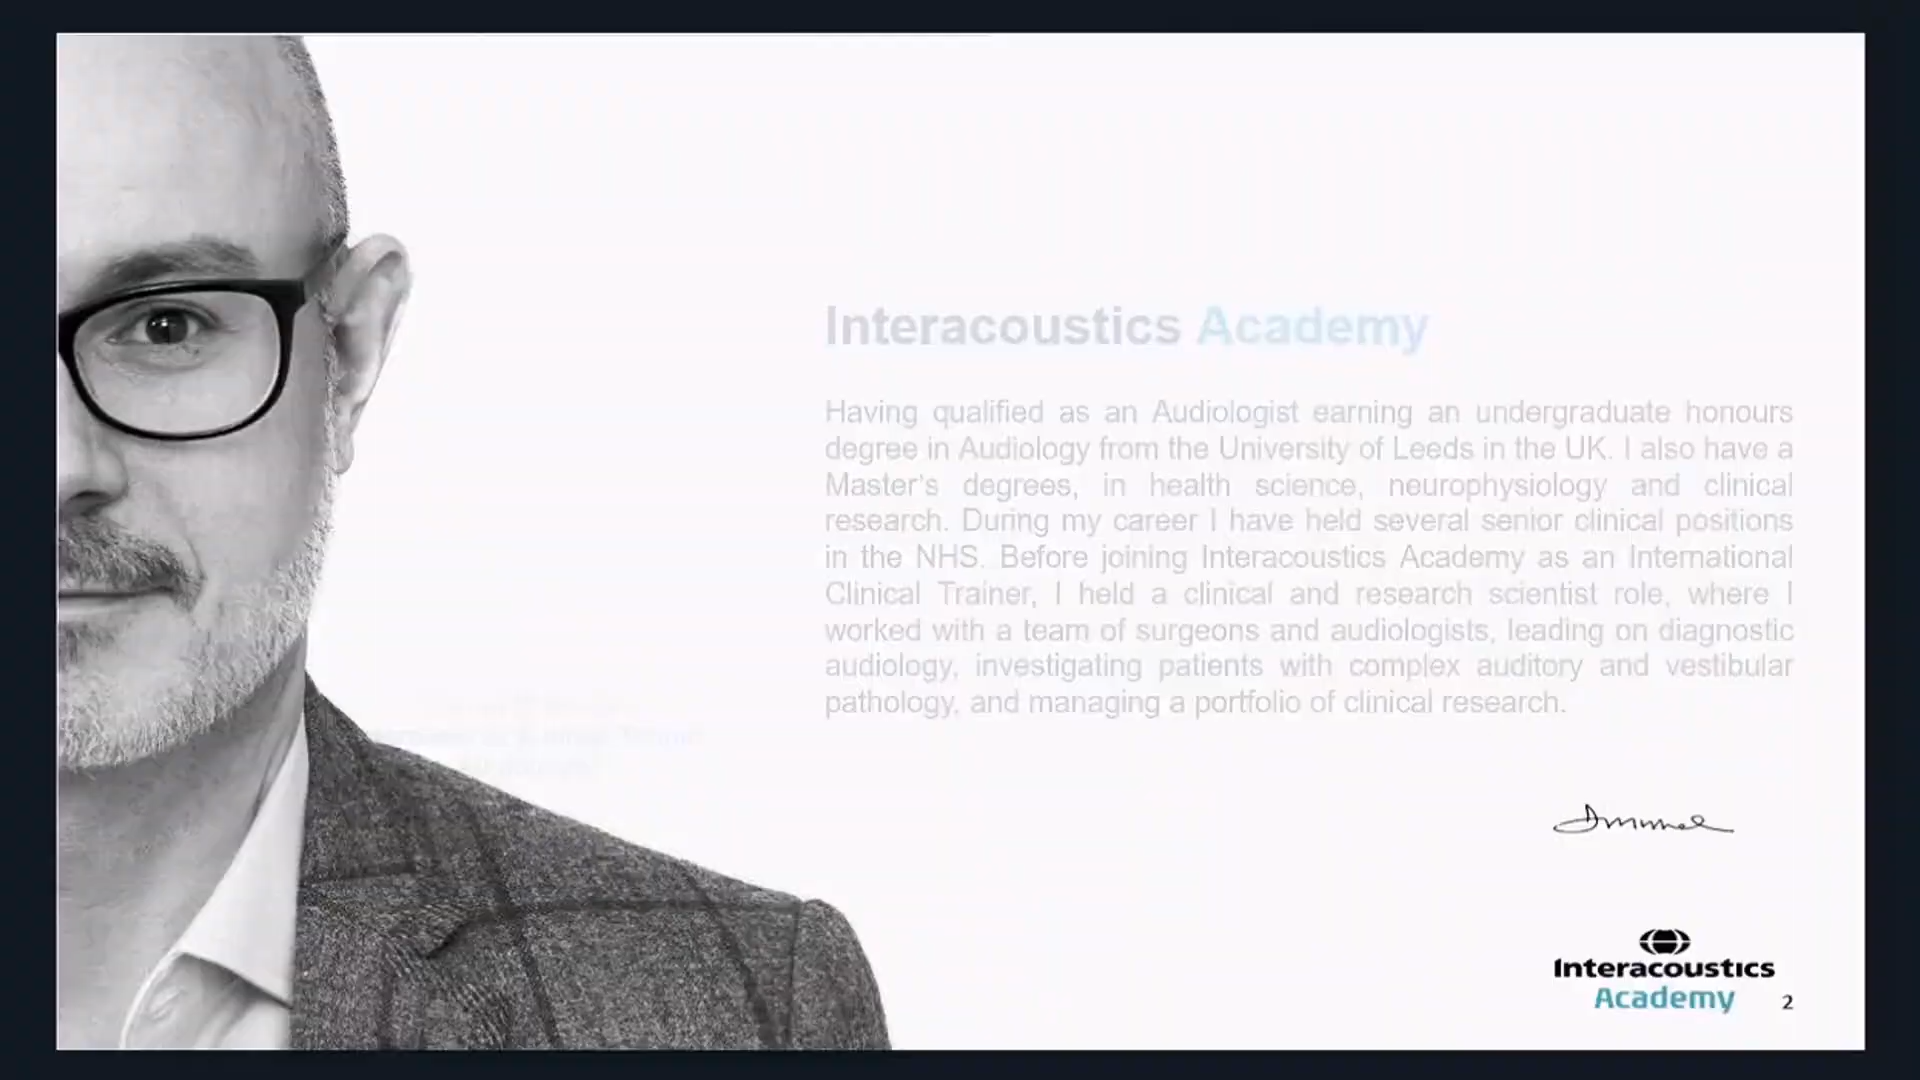 Interacoustics Academy
Having qualified as an Audiologist earning an undergraduate honours
degree in Audiology from the University of Leeds in the UK. I also have a
Master's degrees, in health science, neurophysiology and clinical
research. During my career I have held several senior clinical positions
in the NHS. Before joining Interacoustics Academy as an International
Clinical Trainer, I held a clinical and research scientist role, where I
worked with a team of surgeons and audiologists, leading on diagnostic
audiology, investigating patients with complex auditory and vestibular
pathology, and managing a portfolio of clinical research.
Interacoustics
Academy
2